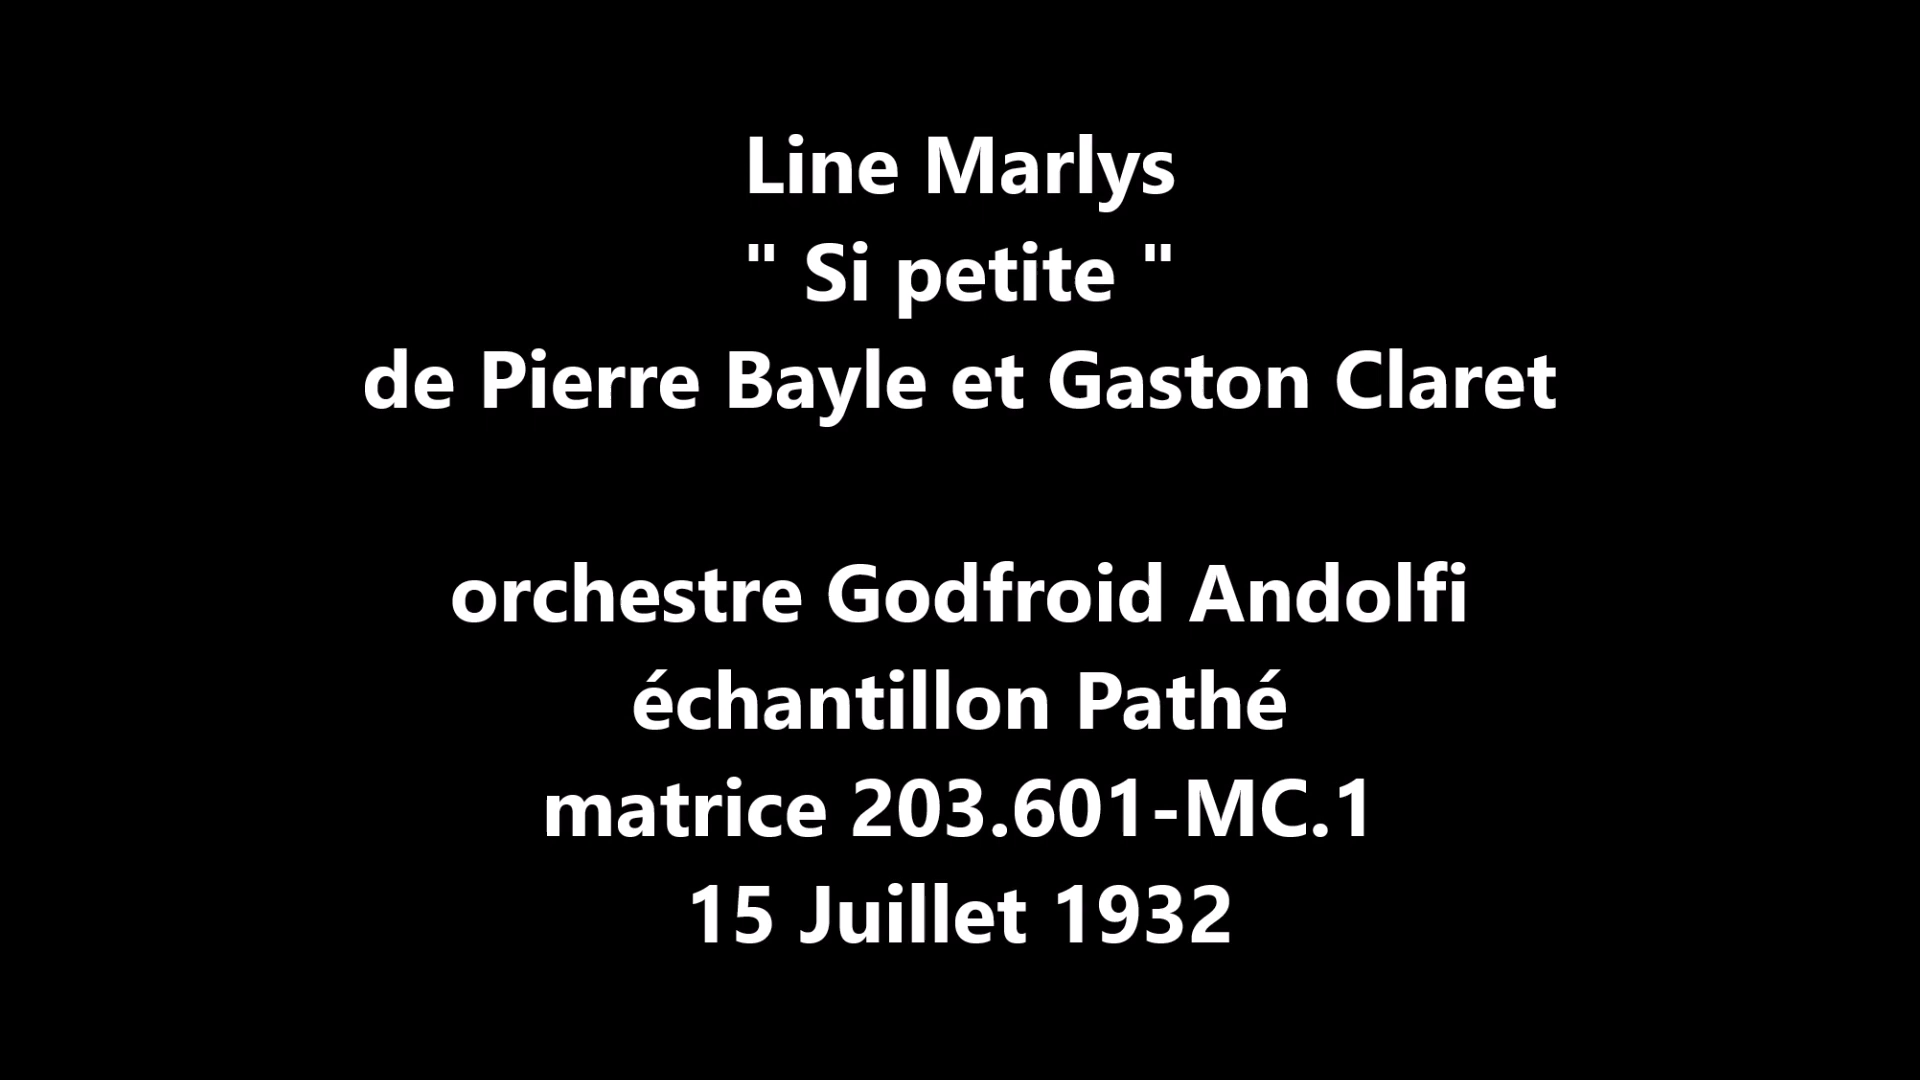 Line Marlys
" Si petite "
de Pierre Bayle et Gaston Claret
orchestre Godfroid Andolfi
échantillon Pathé
matrice 203.601-MC.1
15 Juillet 1932